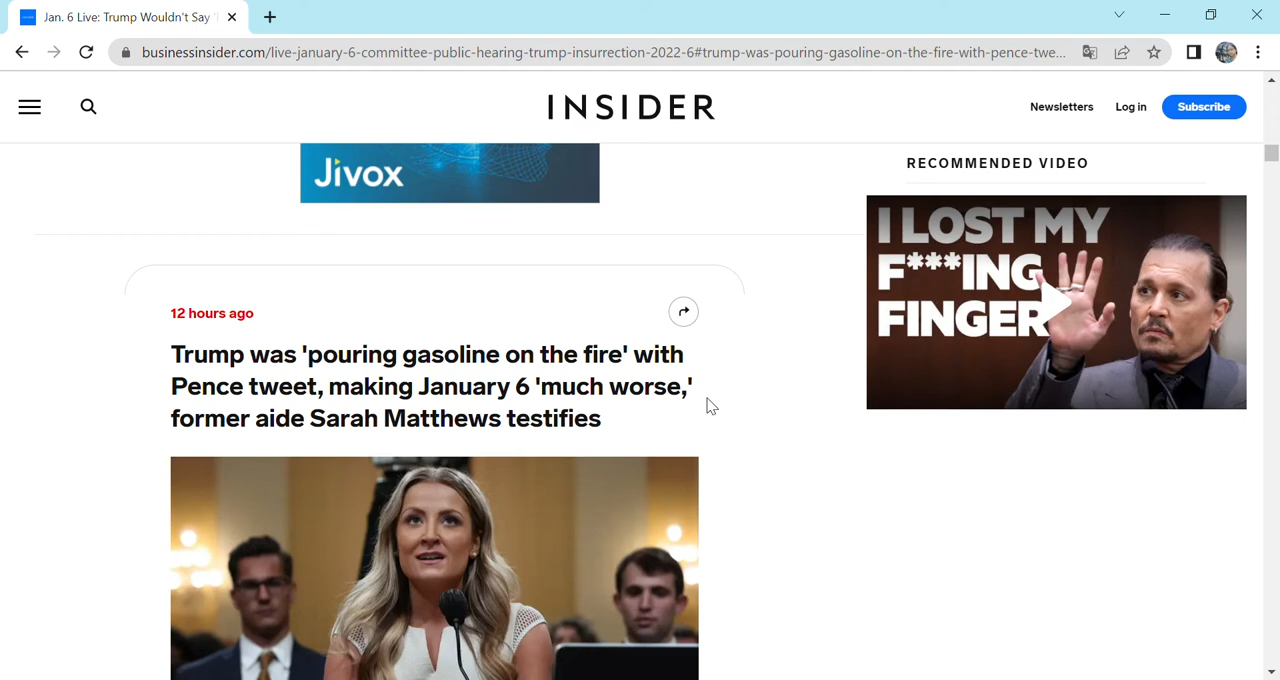 Jan. 6 Live: Trump Wouldn't Say
businessinsider.com/live-january-6-committee-public-hearing-trump-insurrection-2022-6#trump-was-pouring-gasoline-on-the-fire-with-pence-twe...
INSIDER
Newsletters
Log in
Subscribe
Jivox
RECOMMENDED VIDEO
I LOST MY
F***ING
FINGER
12 hours ago
Trump was 'pouring gasoline on the fire' with
Pence tweet, making January 6 'much worse,'
former aide Sarah Matthews testifies